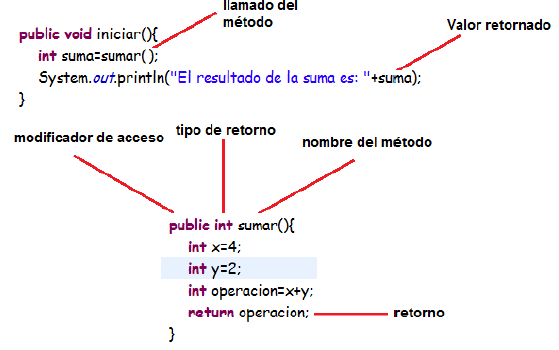 llamado del
método
public void iniciar(){
Valor retornado
int suma=sumar();
System.out.println("El resultado de la suma es: "+suma);
}
modificador de acceso
tipo de retorno
nombre del método
public int sumar(){
int x=4;
int y=2;
int operacion=x+y;
return operacion;
retorno
}